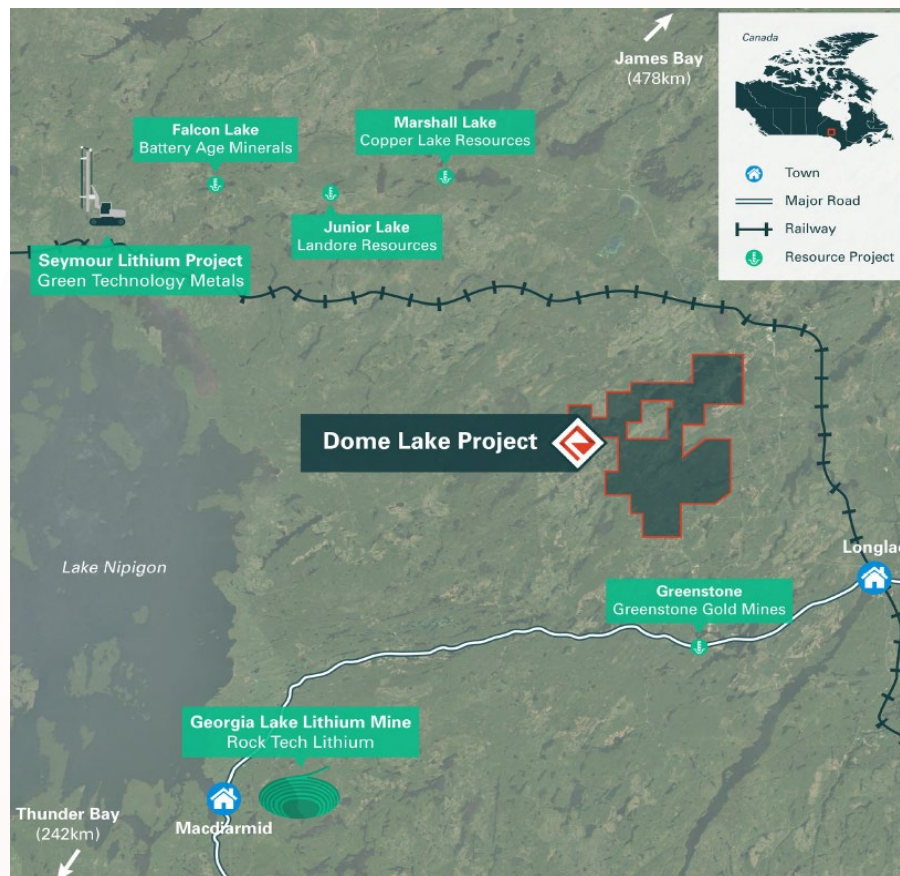 James Bay
(478km)
Canada
Town
Major Road
Railway
Resource Project
Falcon Lake
Battery Age Minerals
Marshall Lake
Copper Lake Resources
Junior Lake
Landore Resources
Seymour Lithium Project
Green Technology Metals
Dome Lake Project
Lake Nipigon
Longlac
Greenstone
Greenstone Gold Mines
Georgia Lake Lithium Mine
Rock Tech Lithium
Macdiarmid
Thunder Bay
(242km)